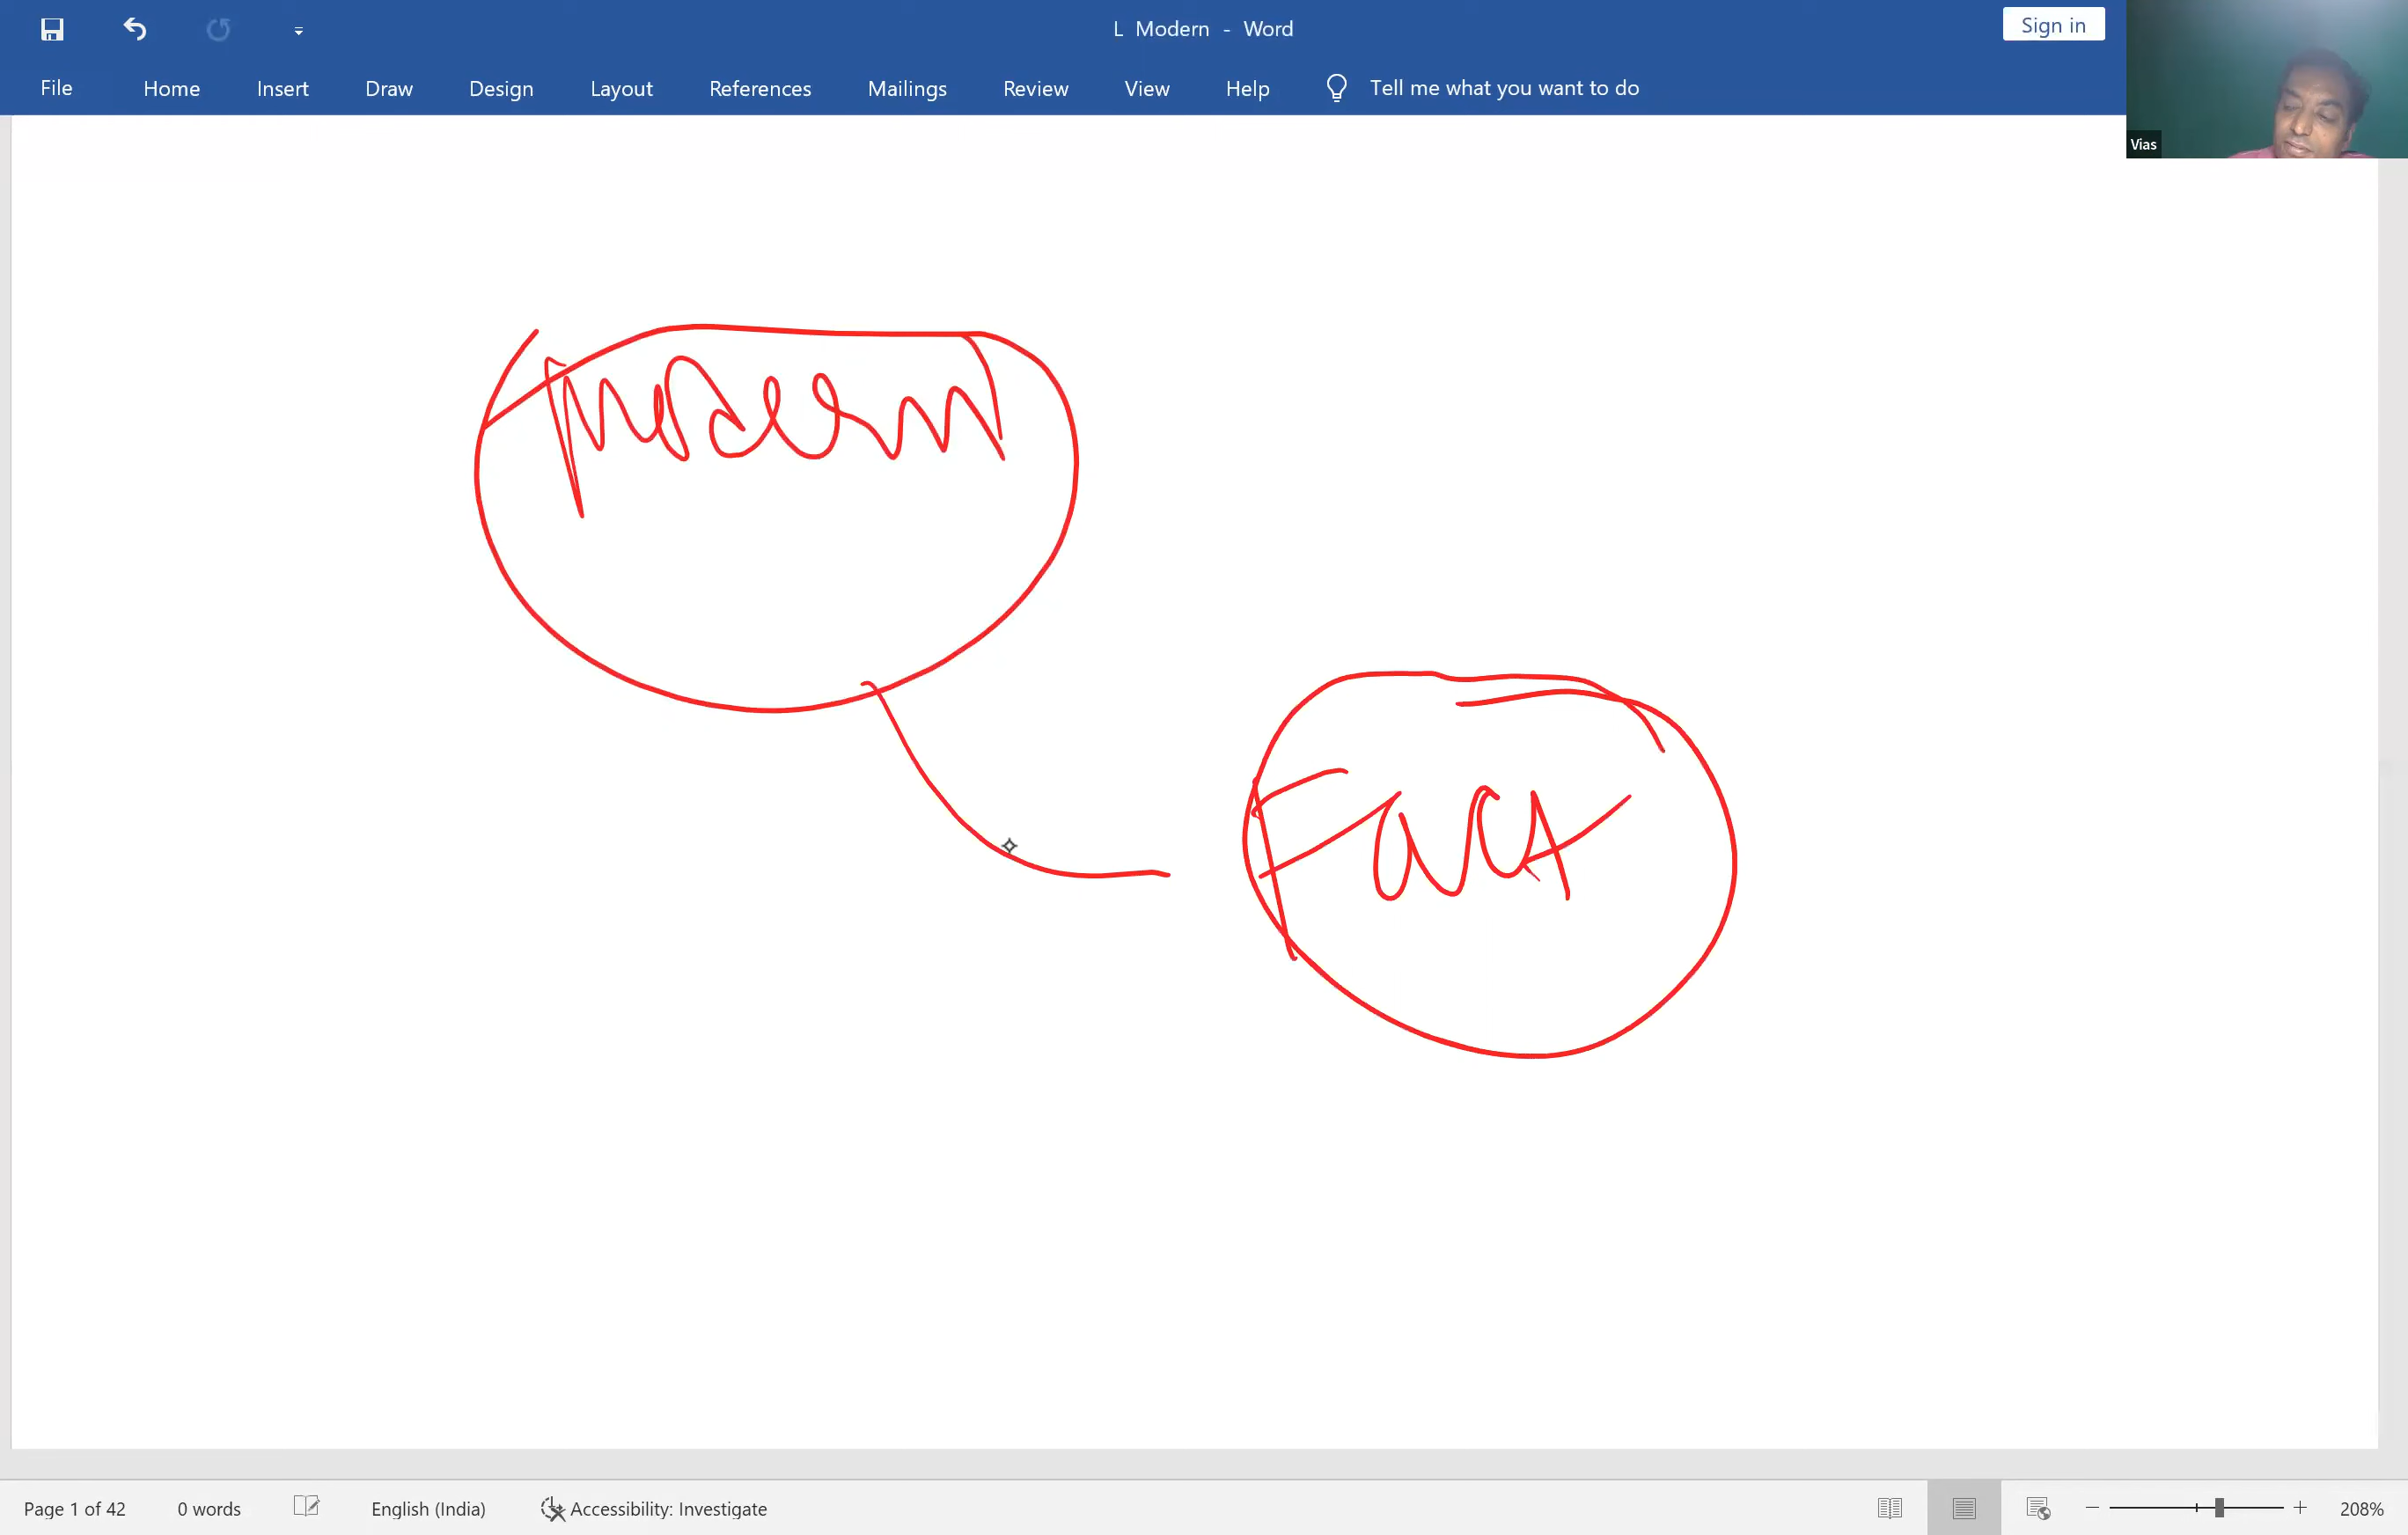 L Modern - Word
Sign in
File Home Insert Draw Design Layout References Mailings Review View Help Tell me what you want to do
Vias
Modern
Fact
Page 1 of 42 0 words English (India) Accessibility: Investigate 208%